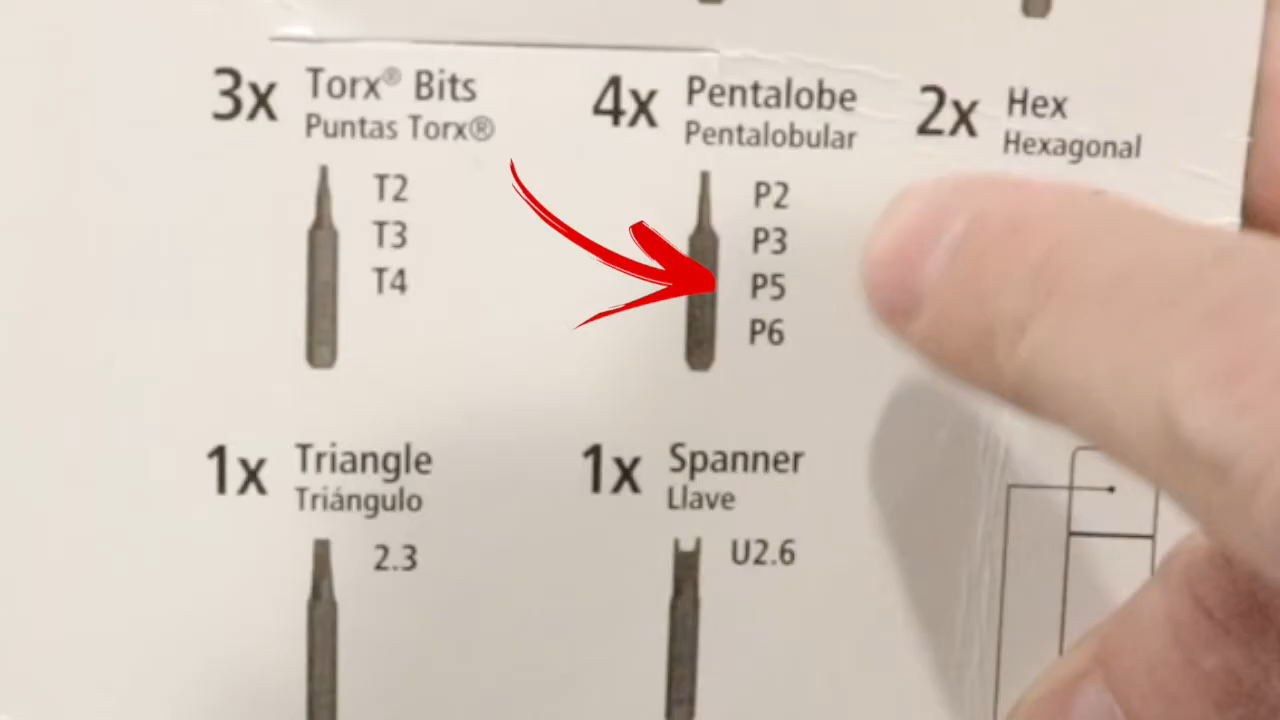 3x Torx® Bits
Puntas Torx®
T2
T3
T4
4x Pentalobe
Pentalobular
P2
P3
P5
P6
2x Hex
Hexagonal
1x Triangle
Triángulo
2.3
1x Spanner
Llave
U2.6